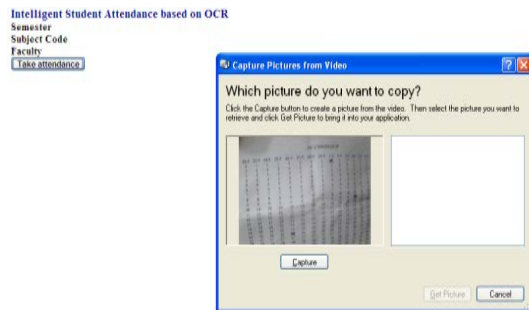 Intelligent Student Attendance based on OCR
Semester
Subject Code
Faculty
Take attendance
Capture Pictures from Video
Which picture do you want to copy?
Click the Capture button to create a picture from the video. Then select the picture you want to
retrieve and click Get Picture to bring it into your application.
Capture
Get Picture
Cancel